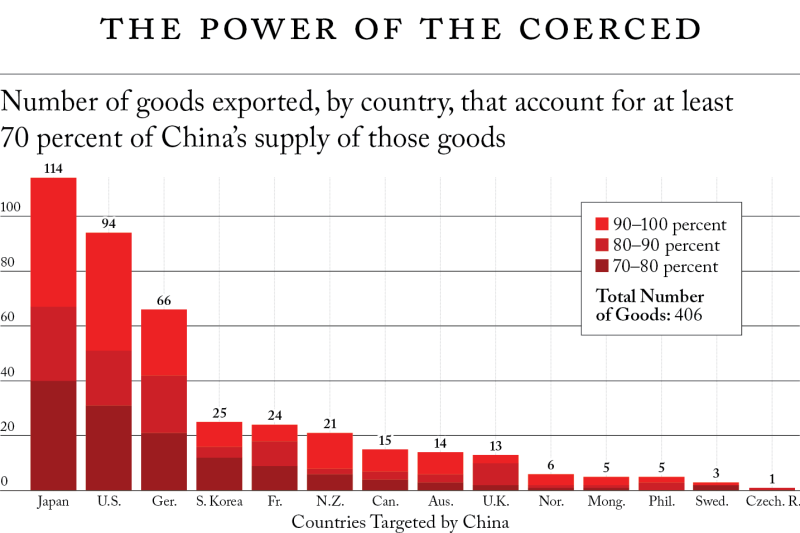 THE POWER OF THE COERCED
Number of goods exported, by country, that account for at least
70 percent of China's supply of those goods
114
94
66
25
24
21
15
14
13
6
5
5
3
1
100
80
60
40
20
0
90–100 percent
80–90 percent
70–80 percent
Total Number
of Goods: 406
Japan
U.S.
Ger.
S. Korea
Fr.
N.Z.
Can.
Aus.
U.K.
Nor.
Mong.
Phil.
Swed.
Czech. R.
Countries Targeted by China